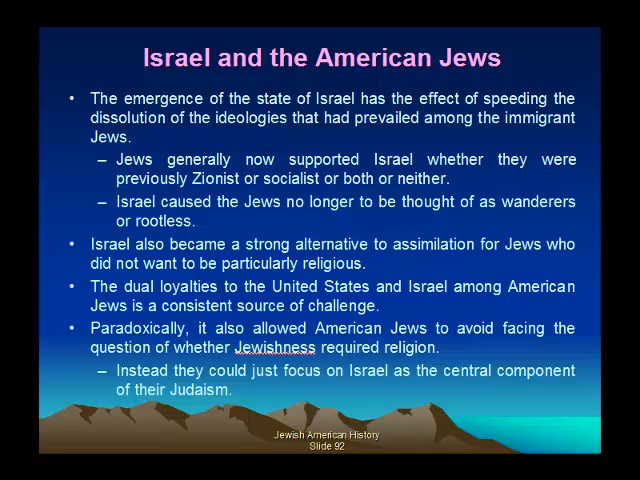 Israel and the American Jews
• The emergence of the state of Israel has the effect of speeding the
dissolution of the ideologies that had prevailed among the immigrant
Jews.
– Jews generally now supported Israel whether they were
previously Zionist or socialist or both or neither.
– Israel caused the Jews no longer to be thought of as wanderers
or rootless.
• Israel also became a strong alternative to assimilation for Jews who
did not want to be particularly religious.
• The dual loyalties to the United States and Israel among American
Jews is a consistent source of challenge.
• Paradoxically, it also allowed American Jews to avoid facing the
question of whether Jewishness required religion.
– Instead they could just focus on Israel as the central component
of their Judaism.
Jewish American History
Slide 92